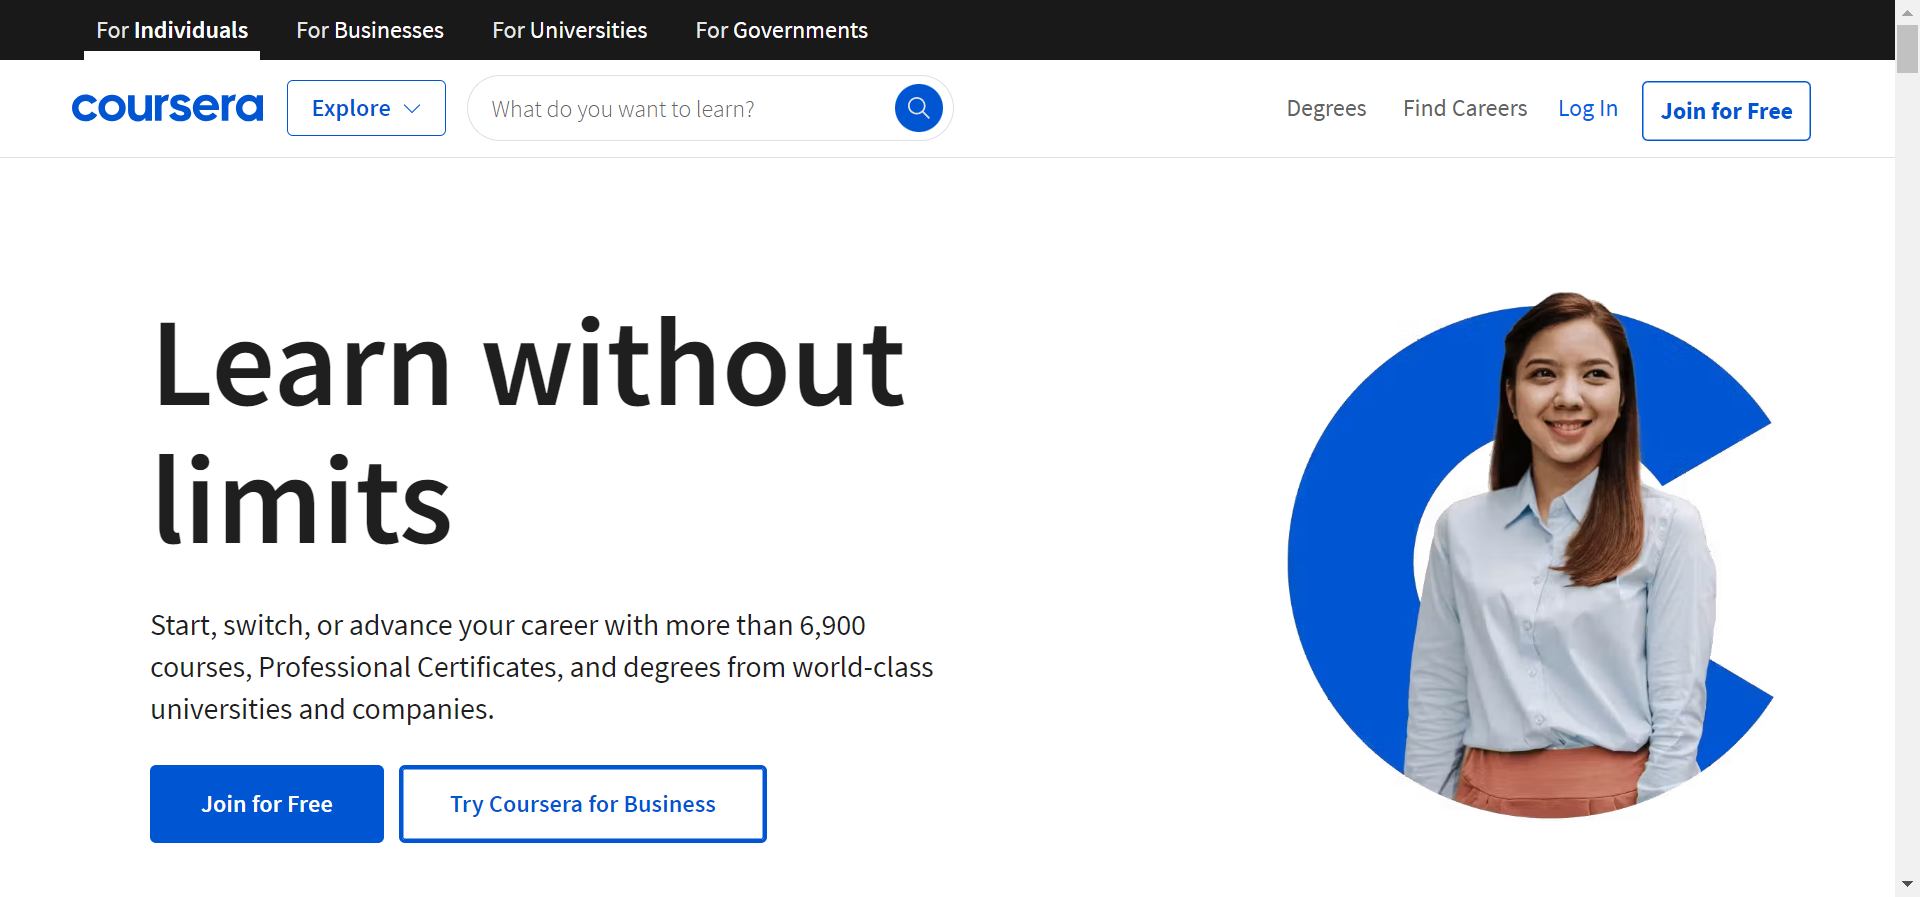 For Individuals For Businesses For Universities For Governments
coursera Explore What do you want to learn? Degrees Find Careers Log In Join for Free
Learn without
limits
Start, switch, or advance your career with more than 6,900
courses, Professional Certificates, and degrees from world-class
universities and companies.
Join for Free Try Coursera for Business